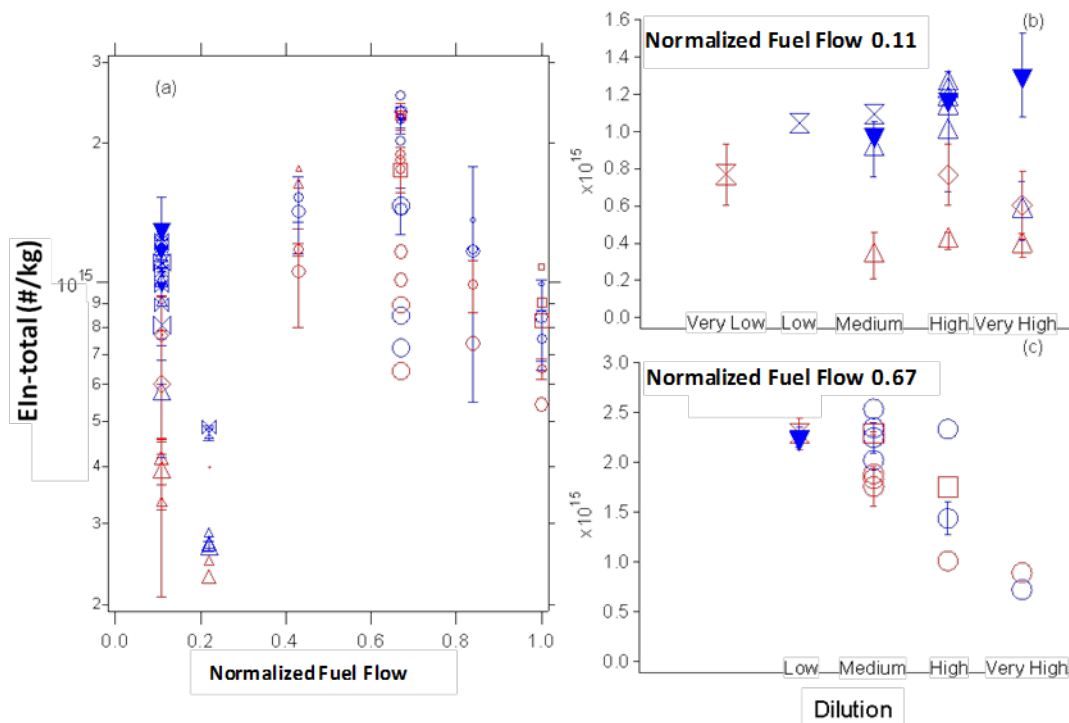 (a)
3
2
10^15
9
8
7
6
5
4
3
2
0.0 0.2 0.4 0.6 0.8 1.0
EIn-total (#/kg)
Normalized Fuel Flow
(b)
Normalized Fuel Flow 0.11
1.6
1.4
1.2
1.0
0.8
0.6
0.4
0.2
0.0
x10^15
Very Low Low Medium High Very High
(c)
Normalized Fuel Flow 0.67
3.0
2.5
2.0
1.5
1.0
0.5
0.0
x10^15
Low Medium High Very High
Dilution